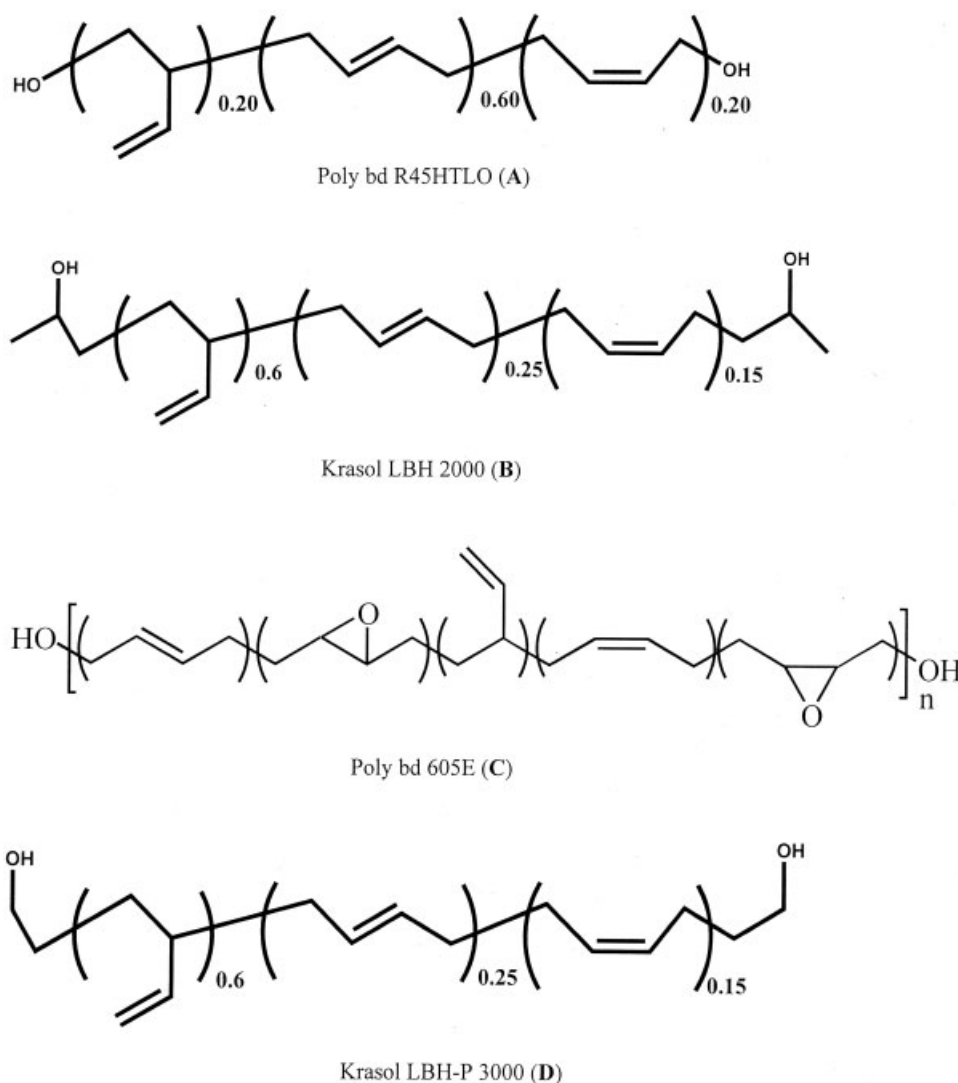 HO ( ) 0.20 ( ) 0.60 ( ) 0.20 OH
Poly bd R45HTLO (A)
OH ( ) 0.6 ( ) 0.25 ( ) 0.15 OH
Krasol LBH 2000 (B)
HO [ ( ) ( O ) ( ) ( ) ( O ) ] n OH
Poly bd 605E (C)
OH ( ) 0.6 ( ) 0.25 ( ) 0.15 OH
Krasol LBH-P 3000 (D)